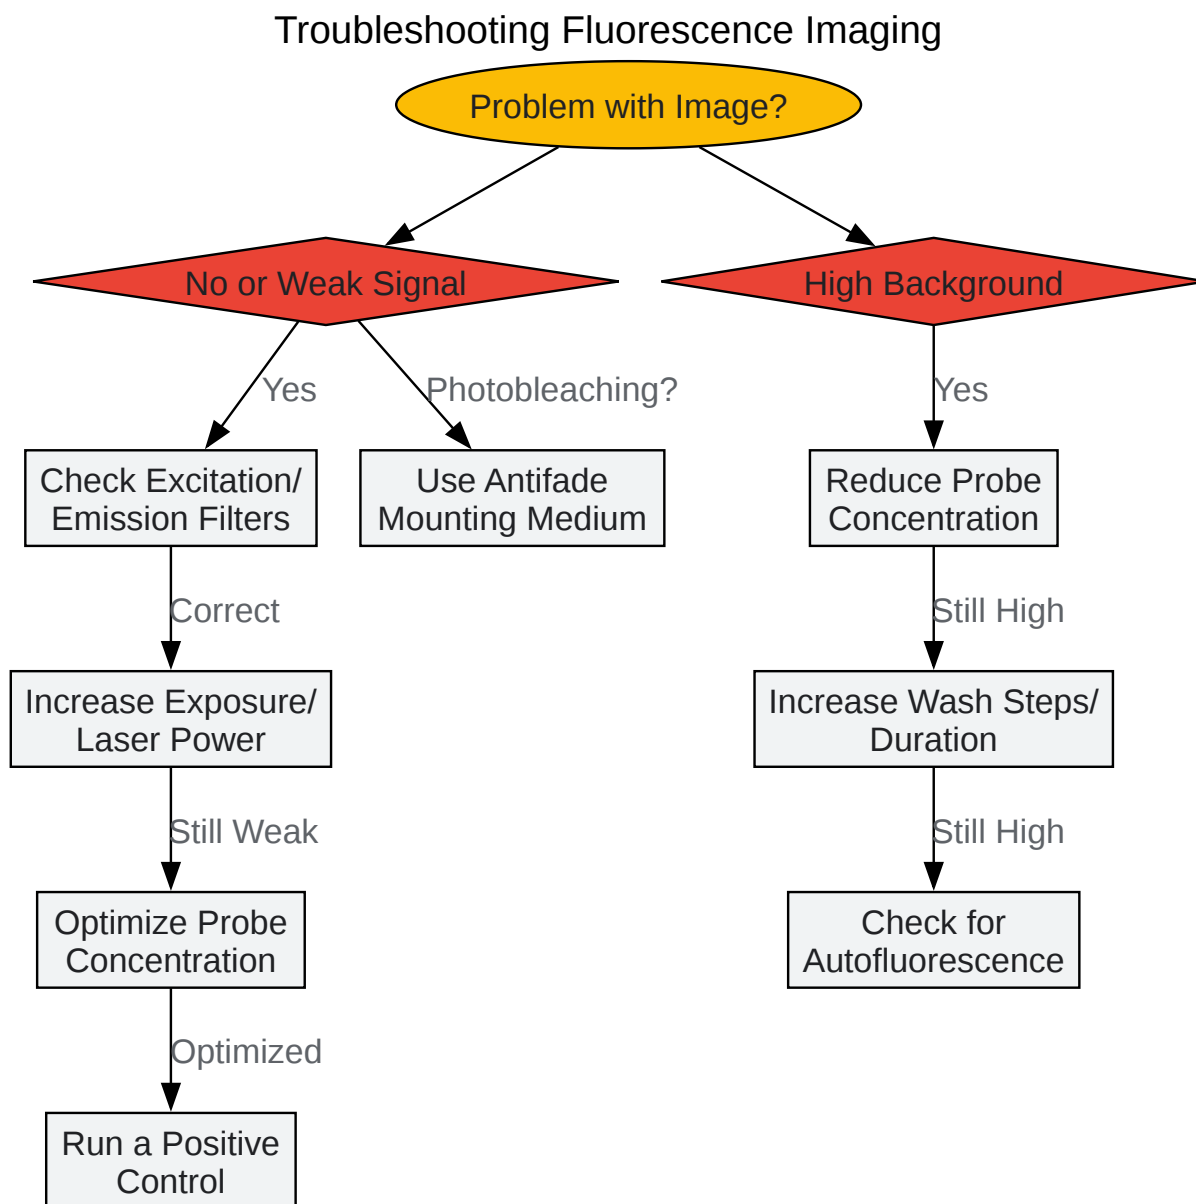 Troubleshooting Fluorescence Imaging
Problem with Image?
No or Weak Signal
High Background
Yes
Photobleaching?
Yes
Check Excitation/
Emission Filters
Use Antifade
Mounting Medium
Reduce Probe
Concentration
Correct
Still High
Increase Exposure/
Laser Power
Increase Wash Steps/
Duration
Still Weak
Still High
Optimize Probe
Concentration
Check for
Autofluorescence
Optimized
Run a Positive
Control